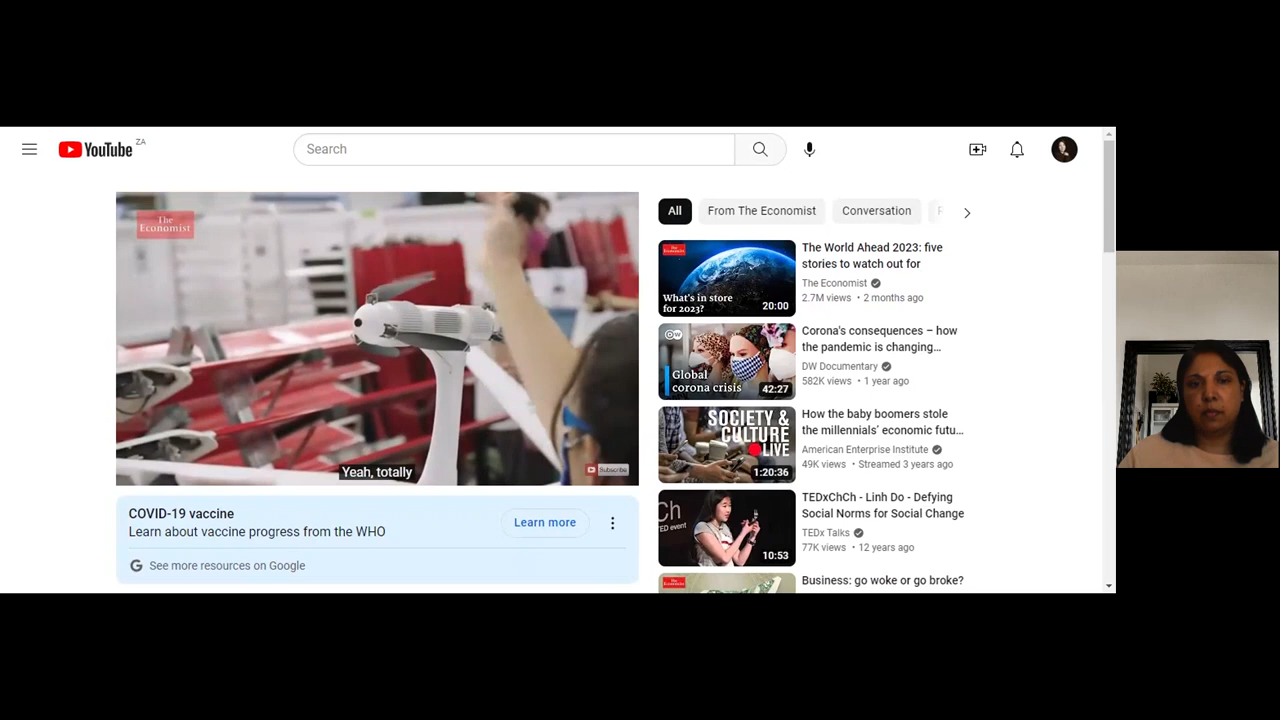 YouTube ZA
Search
The
Economist
Yeah, totally
Subscribe
COVID-19 vaccine
Learn about vaccine progress from the WHO
Learn more
G See more resources on Google
All From The Economist Conversation
The World Ahead 2023: five
stories to watch out for
The Economist
2.7M views • 2 months ago
What's in store
for 2023?
20:00
Corona's consequences – how
the pandemic is changing...
DW Documentary
582K views • 1 year ago
DW
Global
corona crisis
42:27
How the baby boomers stole
the millennials' economic futu...
American Enterprise Institute
49K views • Streamed 3 years ago
SOCIETY &
CULTURE
LIVE
1:20:36
TEDxChCh - Linh Do - Defying
Social Norms for Social Change
TEDx Talks
77K views • 12 years ago
Ch
ED event
10:53
Business: go woke or go broke?